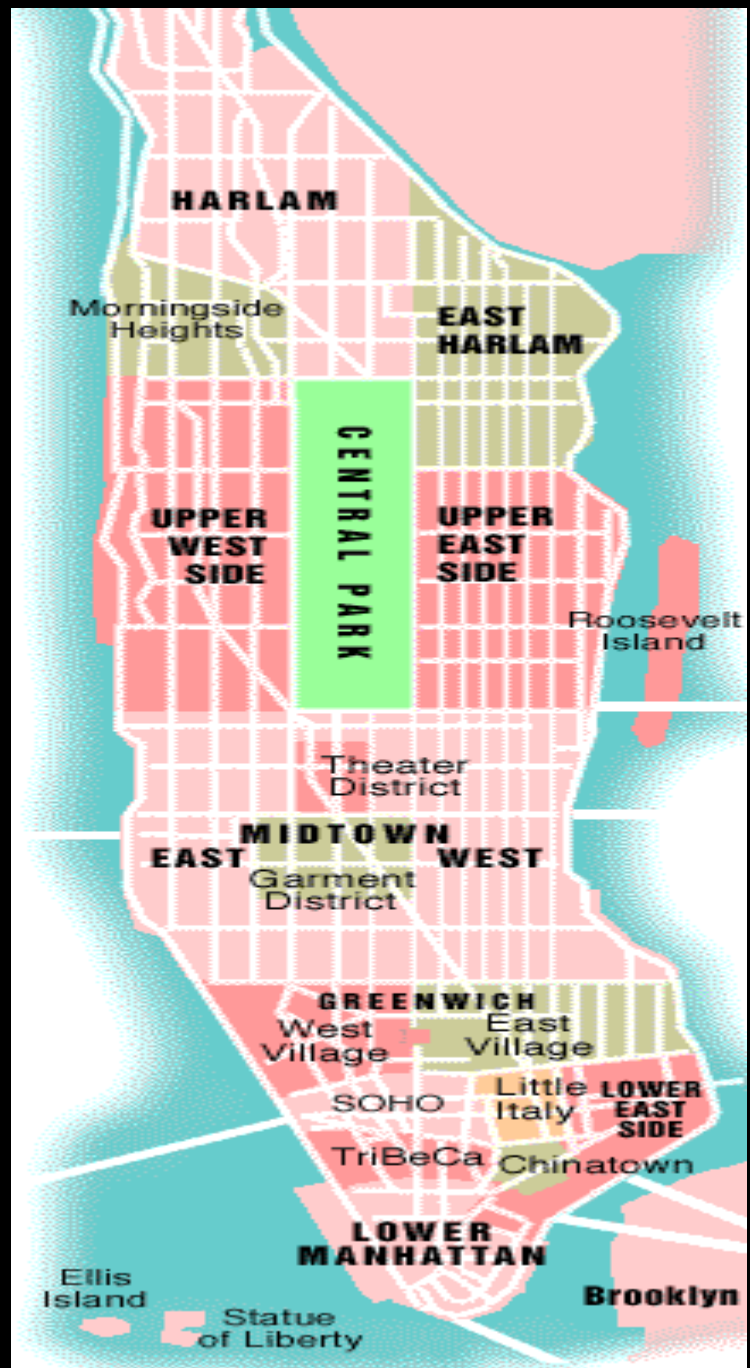 HARLAM
Morningside
Heights
EAST
HARLAM
CENTRAL PARK
UPPER
WEST
SIDE
UPPER
EAST
SIDE
Roosevelt
Island
Theater
District
MIDTOWN
EAST
WEST
Garment
District
GREENWICH
West
Village
East
Village
SOHO
Little
Italy
LOWER
EAST
SIDE
TriBeCa
Chinatown
LOWER
MANHATTAN
Ellis
Island
Statue
of Liberty
Brooklyn